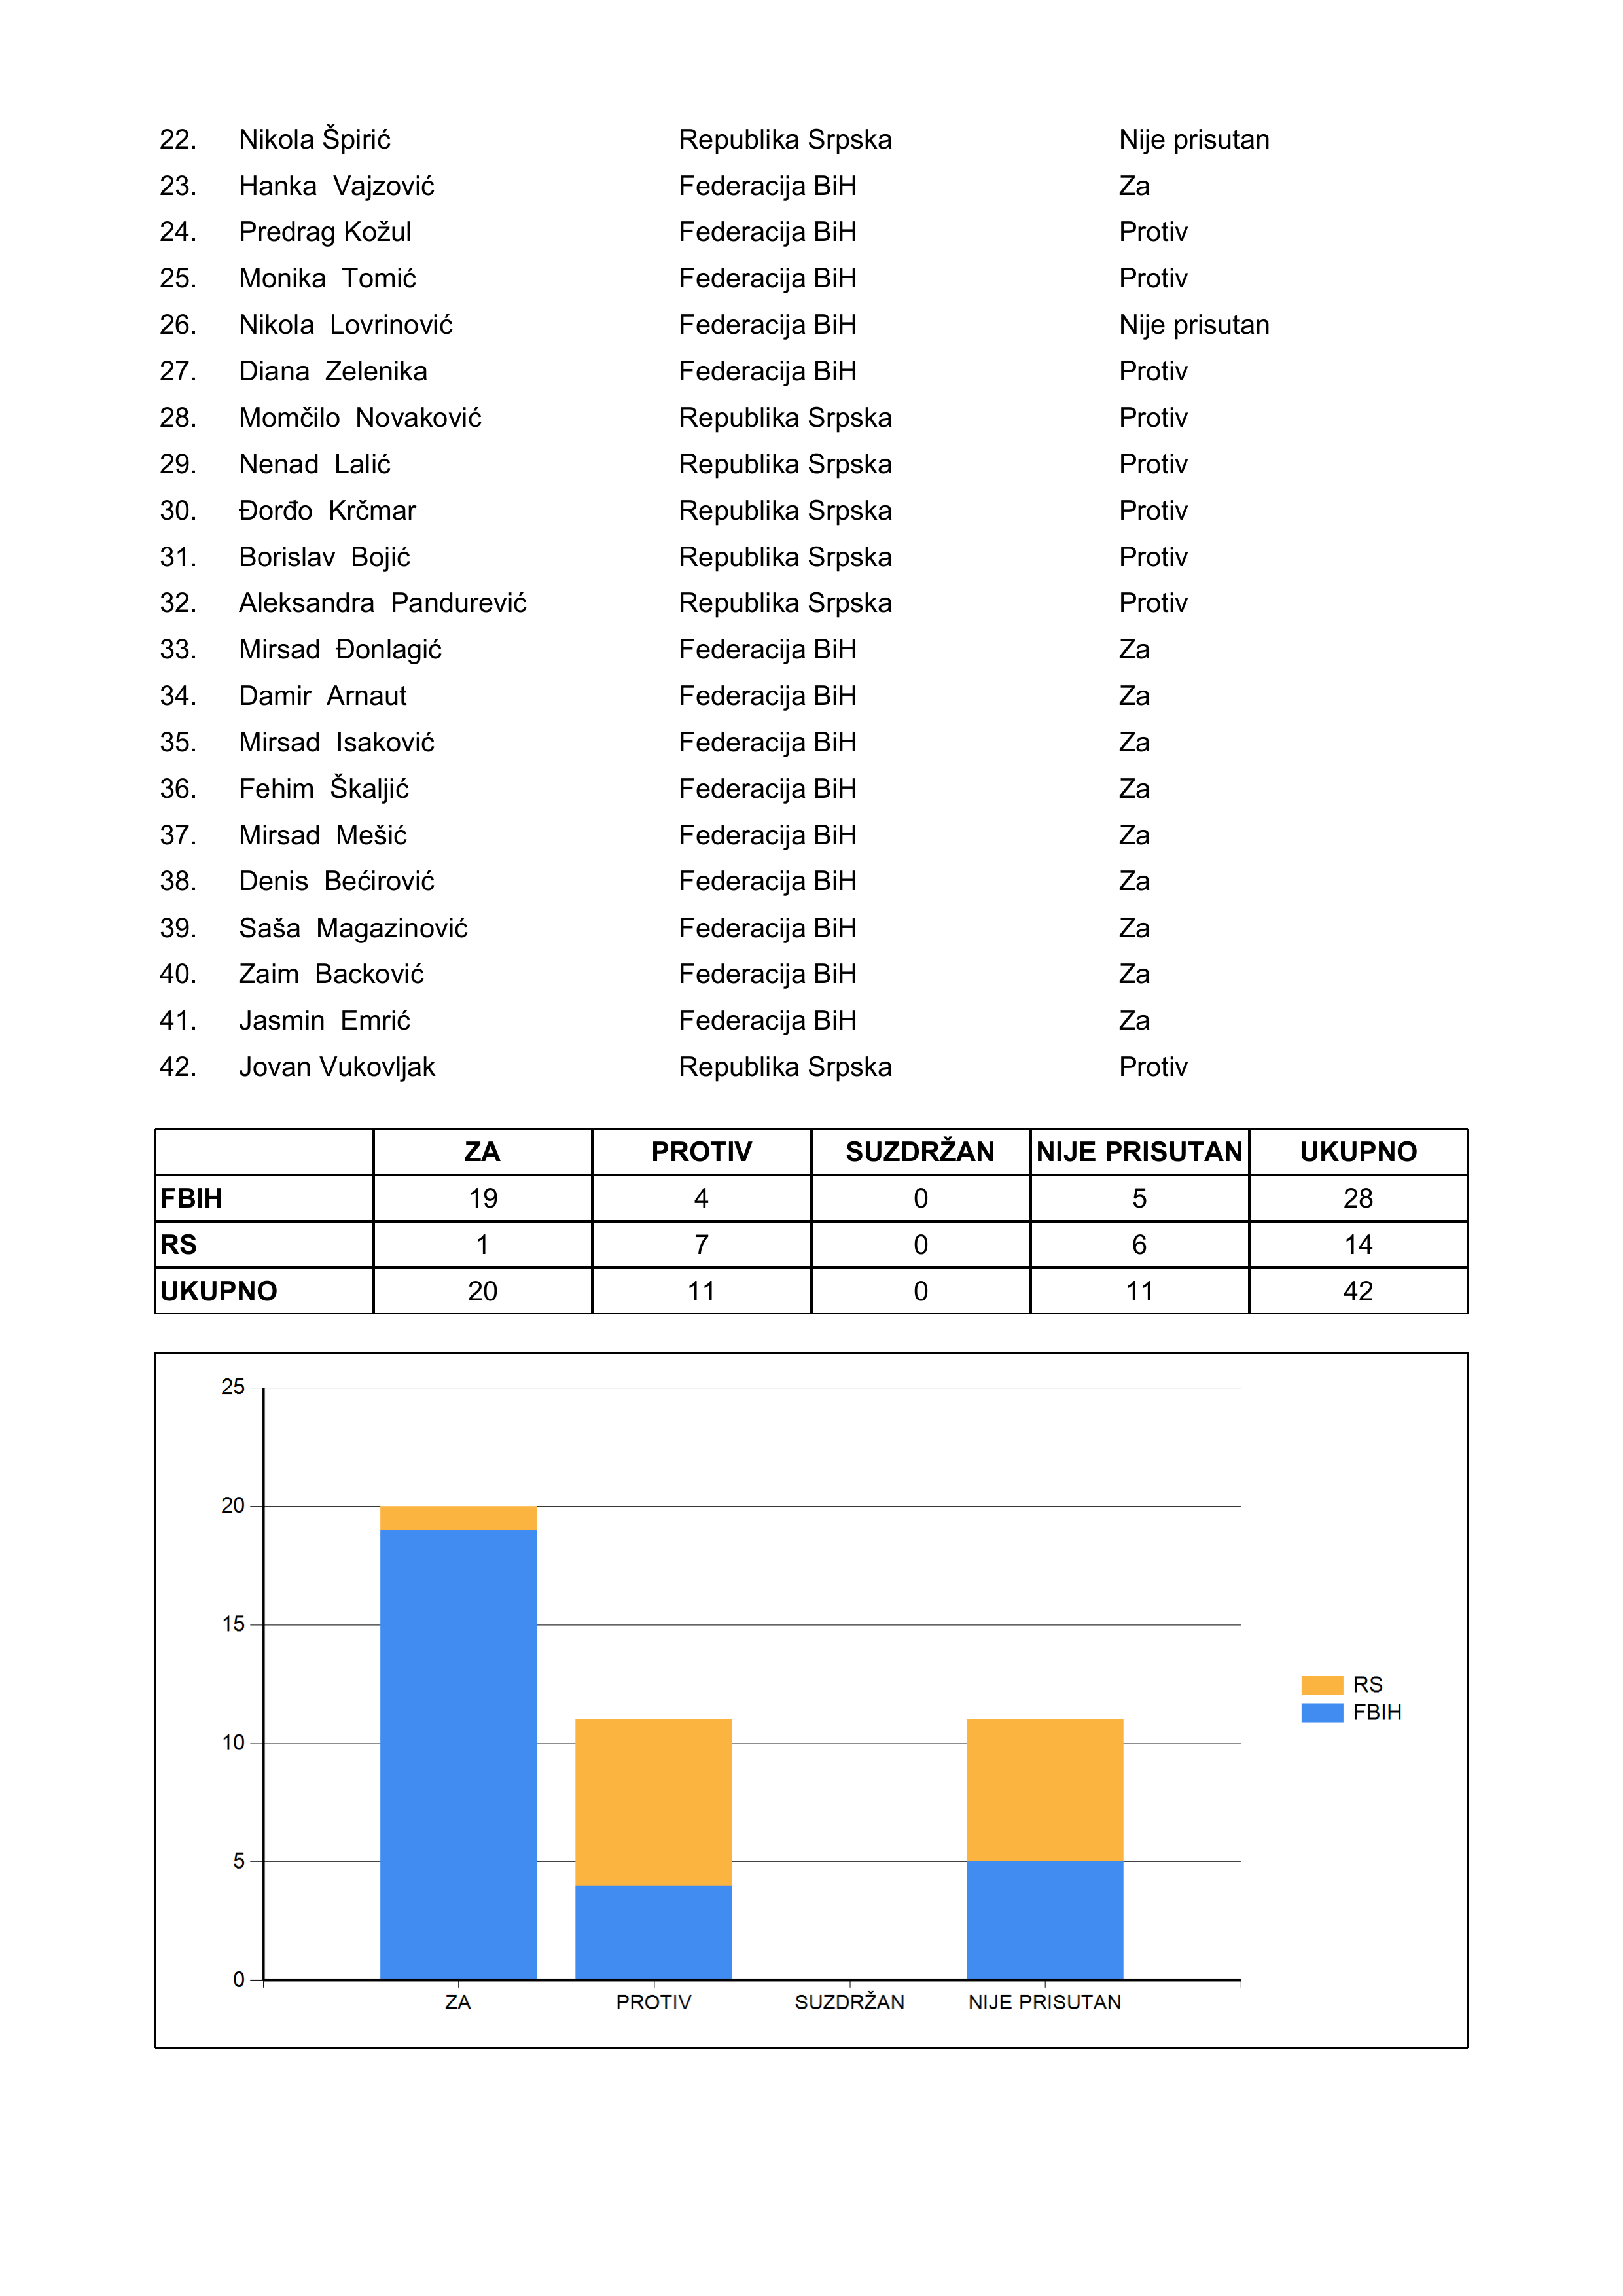 22. Nikola Špirić Republika Srpska Nije prisutan
23. Hanka Vajzović Federacija BiH Za
24. Predrag Kožul Federacija BiH Protiv
25. Monika Tomić Federacija BiH Protiv
26. Nikola Lovrinović Federacija BiH Nije prisutan
27. Diana Zelenika Federacija BiH Protiv
28. Momčilo Novaković Republika Srpska Protiv
29. Nenad Lalić Republika Srpska Protiv
30. Đorđo Krčmar Republika Srpska Protiv
31. Borislav Bojić Republika Srpska Protiv
32. Aleksandra Pandurević Republika Srpska Protiv
33. Mirsad Đonlagić Federacija BiH Za
34. Damir Arnaut Federacija BiH Za
35. Mirsad Isaković Federacija BiH Za
36. Fehim Škaljić Federacija BiH Za
37. Mirsad Mešić Federacija BiH Za
38. Denis Bećirović Federacija BiH Za
39. Saša Magazinović Federacija BiH Za
40. Zaim Backović Federacija BiH Za
41. Jasmin Emrić Federacija BiH Za
42. Jovan Vukovljak Republika Srpska Protiv
ZA PROTIV SUZDRŽAN NIJE PRISUTAN UKUPNO
FBIH 19 4 0 5 28
RS 1 7 0 6 14
UKUPNO 20 11 0 11 42
25
20
15
10
5
0
ZA PROTIV SUZDRŽAN NIJE PRISUTAN
RS
FBIH